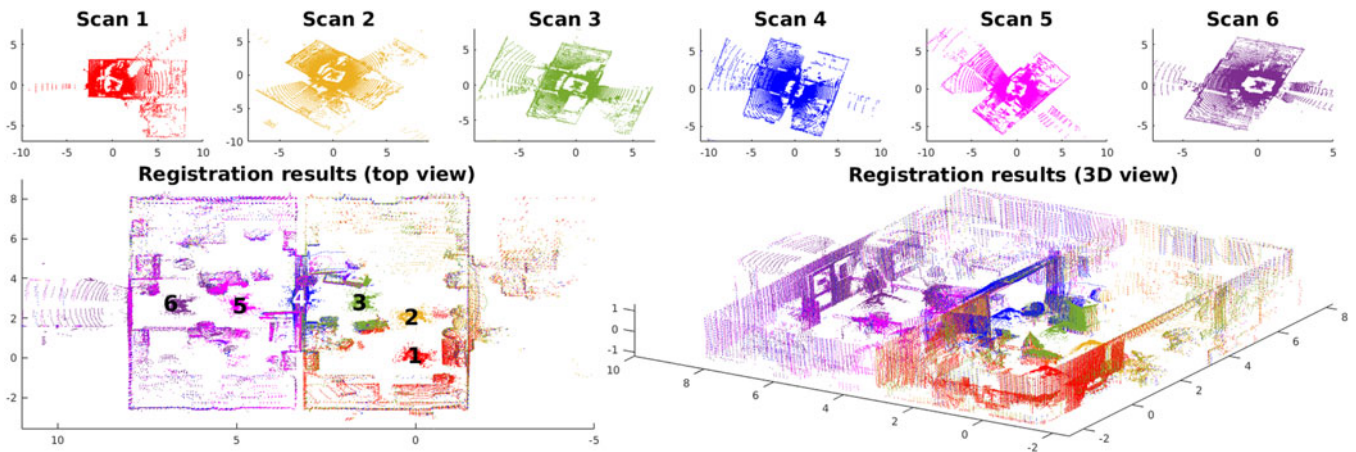 Scan 1 Scan 2 Scan 3 Scan 4 Scan 5 Scan 6
5 5 5 5 5 5
0 0 0 0 0 0
-5 -5 -5 -5 -5 -5
-10
-10 -5 0 5 10 -10 -5 0 5 -5 0 5 -10 -5 0 5 10 -10 -5 0 5 10 -5 0 5
Registration results (top view) Registration results (3D view)
8
6
4
2
0
-2
10 5 0 -5
6 5 4 3 2 1
1
0
-1
10 8 6 4 2 0 -2
-2 0 2 4 6 8